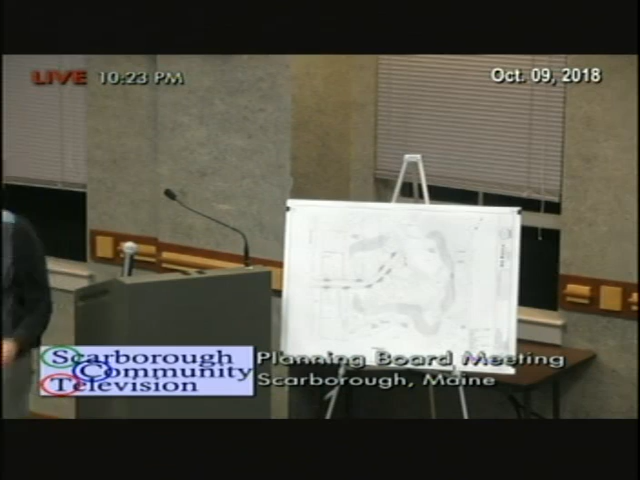 LIVE 10:23 PM
Oct. 09, 2018
Scarborough
Community
Television
Planning Board Meeting
Scarborough, Maine